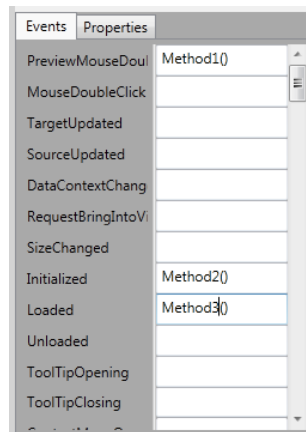 Events Properties
PreviewMouseDoul Method1()
MouseDoubleClick
TargetUpdated
SourceUpdated
DataContextChang
RequestBringIntoVi
SizeChanged
Initialized Method2()
Loaded Method3()
Unloaded
ToolTipOpening
ToolTipClosing